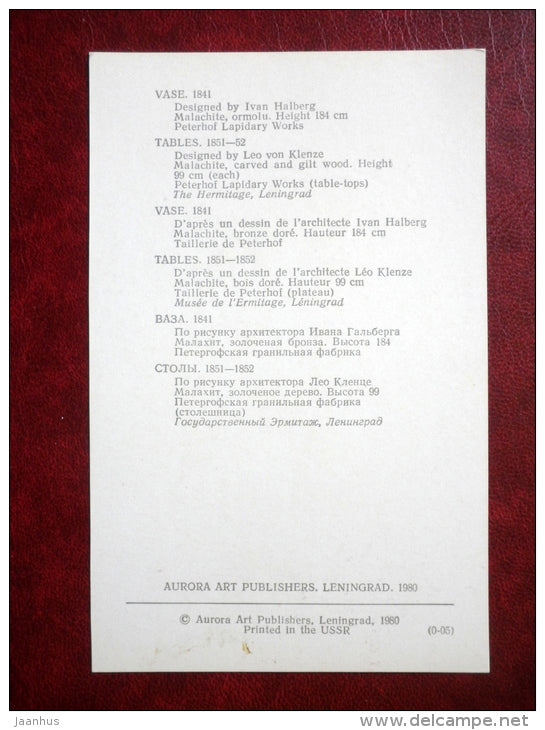 VASE. 1841
Designed by Ivan Halberg
Malachite, ormolu. Height 184 cm
Peterhof Lapidary Works
TABLES. 1851—52
Designed by Leo von Klenze
Malachite, carved and gilt wood. Height
99 cm (each)
Peterhof Lapidary Works (table-tops)
The Hermitage, Leningrad
VASE. 1841
D'après un dessin de l'architecte Ivan Halberg
Malachite, bronze doré. Hauteur 184 cm
Taillerie de Peterhof
TABLES. 1851—1852
D'après un dessin de l'architecte Léo Klenze
Malachite, bois doré. Hauteur 99 cm
Taillerie de Peterhof (plateau)
Musée de l'Ermitage, Léningrad
ВАЗА. 1841
По рисунку архитектора Ивана Гальберга
Малахит, золоченая бронза. Высота 184
Петергофская гранильная фабрика
СТОЛЫ. 1851—1852
По рисунку архитектора Лео Кленце
Малахит, золоченое дерево. Высота 99
Петергофская гранильная фабрика
(столешница)
Государственный Эрмитаж, Ленинград
AURORA ART PUBLISHERS. LENINGRAD. 1980
© Aurora Art Publishers, Leningrad, 1980
Printed in the USSR (0-05)
jaanhus
www.delcampe.net